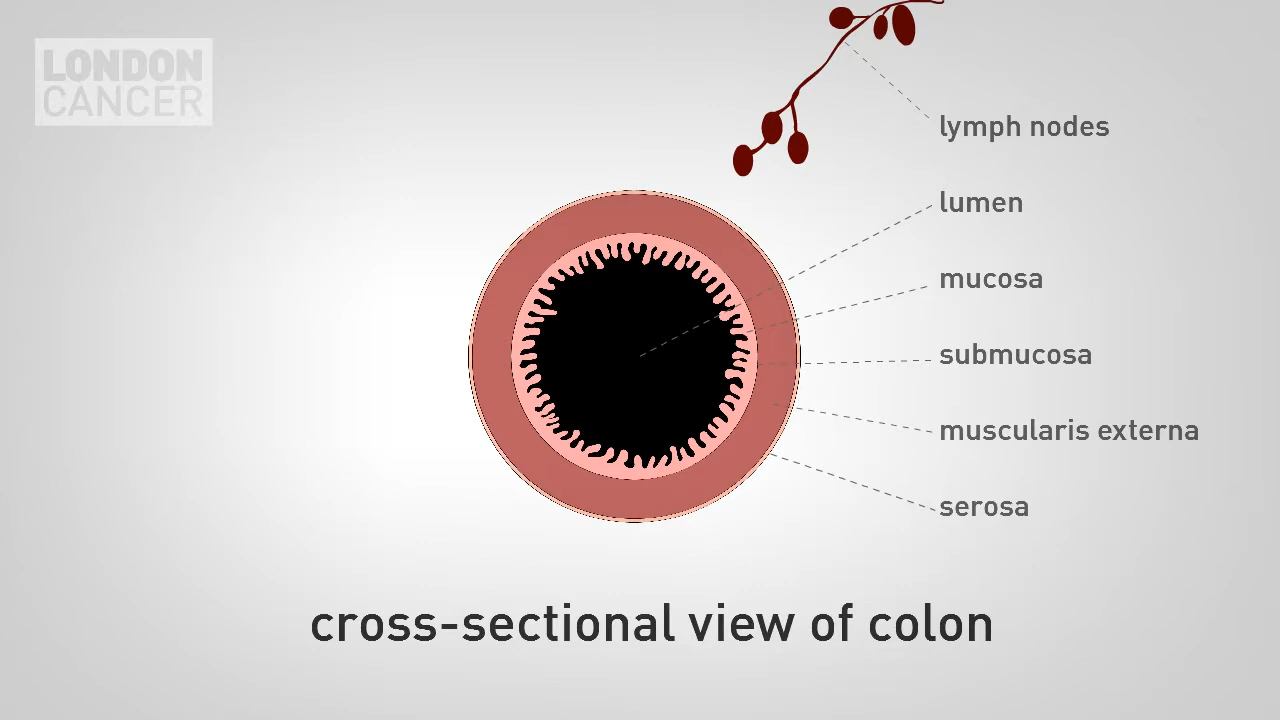 LONDON
CANCER
lymph nodes
lumen
mucosa
submucosa
muscularis externa
serosa
cross-sectional view of colon